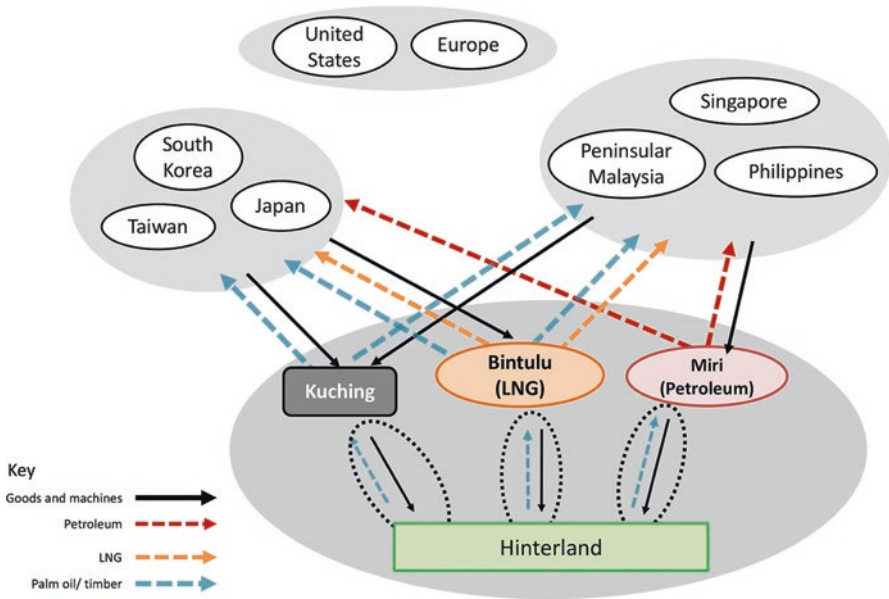 United
States
Europe
Singapore
South
Korea
Peninsular
Malaysia
Philippines
Japan
Taiwan
Kuching
Bintulu
(LNG)
Miri
(Petroleum)
Key
Goods and machines
Petroleum
LNG
Palm oil/ timber
Hinterland